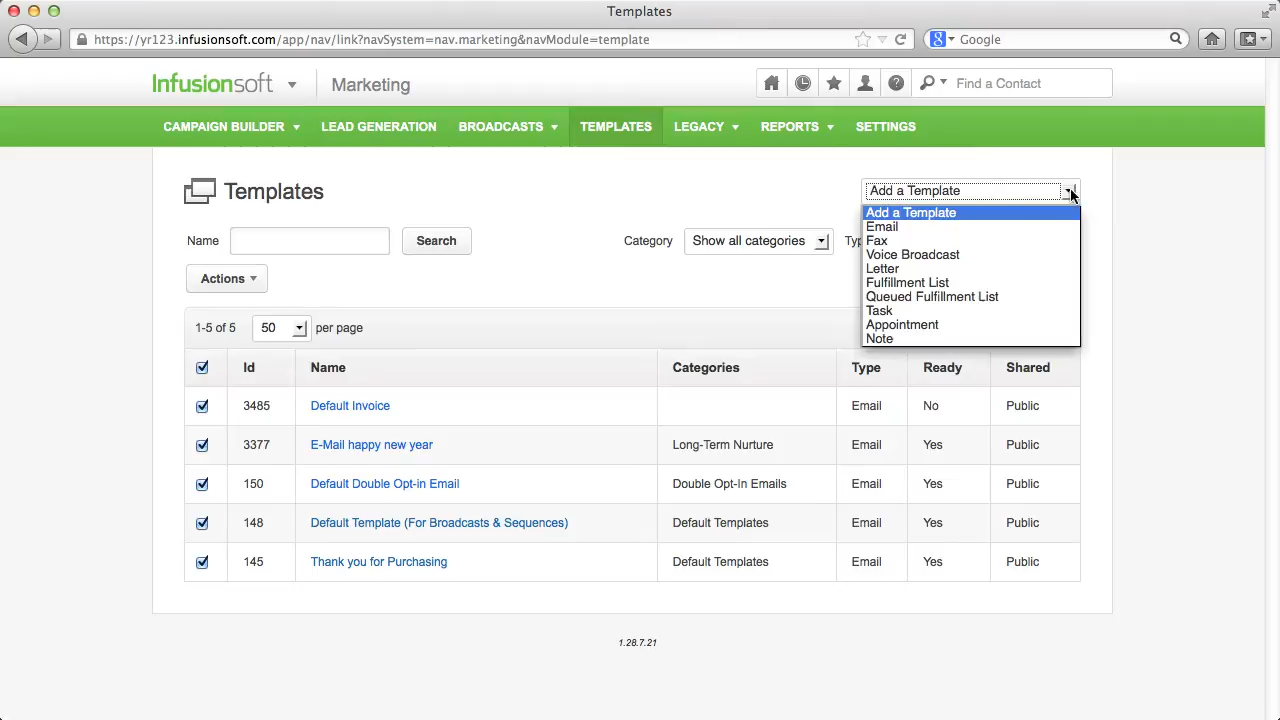 Templates
https://yr123.infusionsoft.com/app/nav/link?navSystem=nav.marketing&navModule=template
Google
Infusionsoft
Marketing
Find a Contact
CAMPAIGN BUILDER
LEAD GENERATION
BROADCASTS
TEMPLATES
LEGACY
REPORTS
SETTINGS
Templates
Add a Template
Add a Template
Email
Fax
Voice Broadcast
Letter
Fulfillment List
Queued Fulfillment List
Task
Appointment
Note
Name
Search
Category
Show all categories
Actions
1-5 of 5
50
per page
Id Name Categories Type Ready Shared
3485 Default Invoice Email No Public
3377 E-Mail happy new year Long-Term Nurture Email Yes Public
150 Default Double Opt-in Email Double Opt-In Emails Email Yes Public
148 Default Template (For Broadcasts & Sequences) Default Templates Email Yes Public
145 Thank you for Purchasing Default Templates Email Yes Public
1.28.7.21